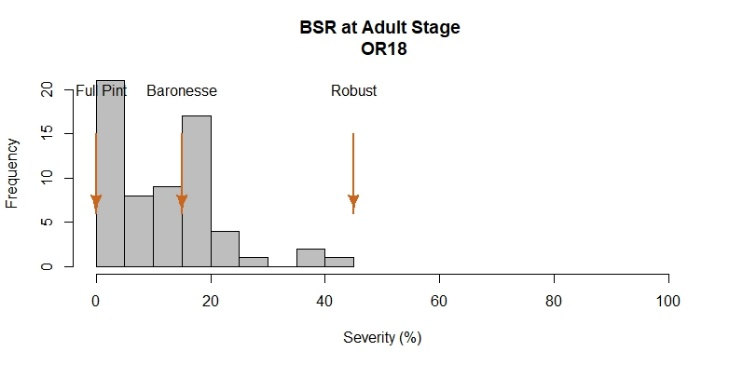 BSR at Adult Stage
OR18
Full Pint Baronesse Robust
Frequency
20
15
10
5
0
0 20 40 60 80 100
Severity (%)